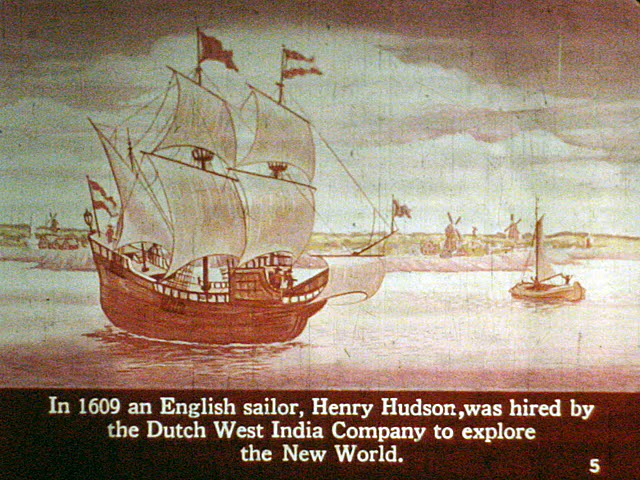 In 1609 an English sailor, Henry Hudson,was hired by
the Dutch West India Company to explore
the New World.
5